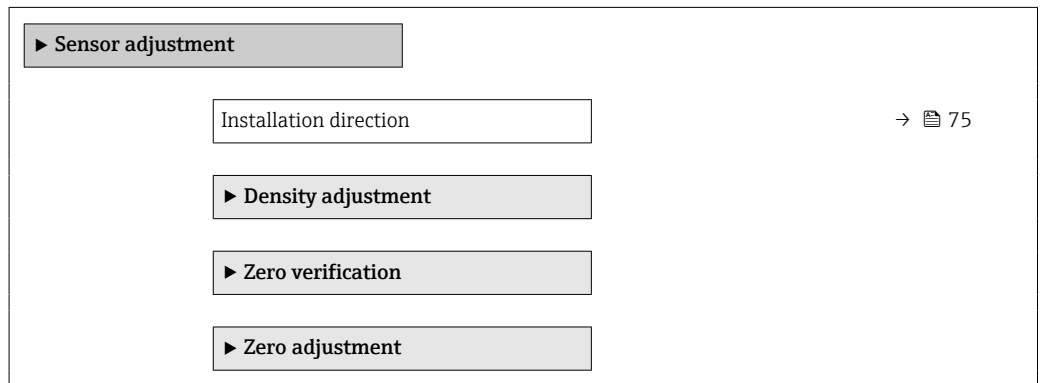 ▶ Sensor adjustment
Installation direction → 75
▶ Density adjustment
▶ Zero verification
▶ Zero adjustment